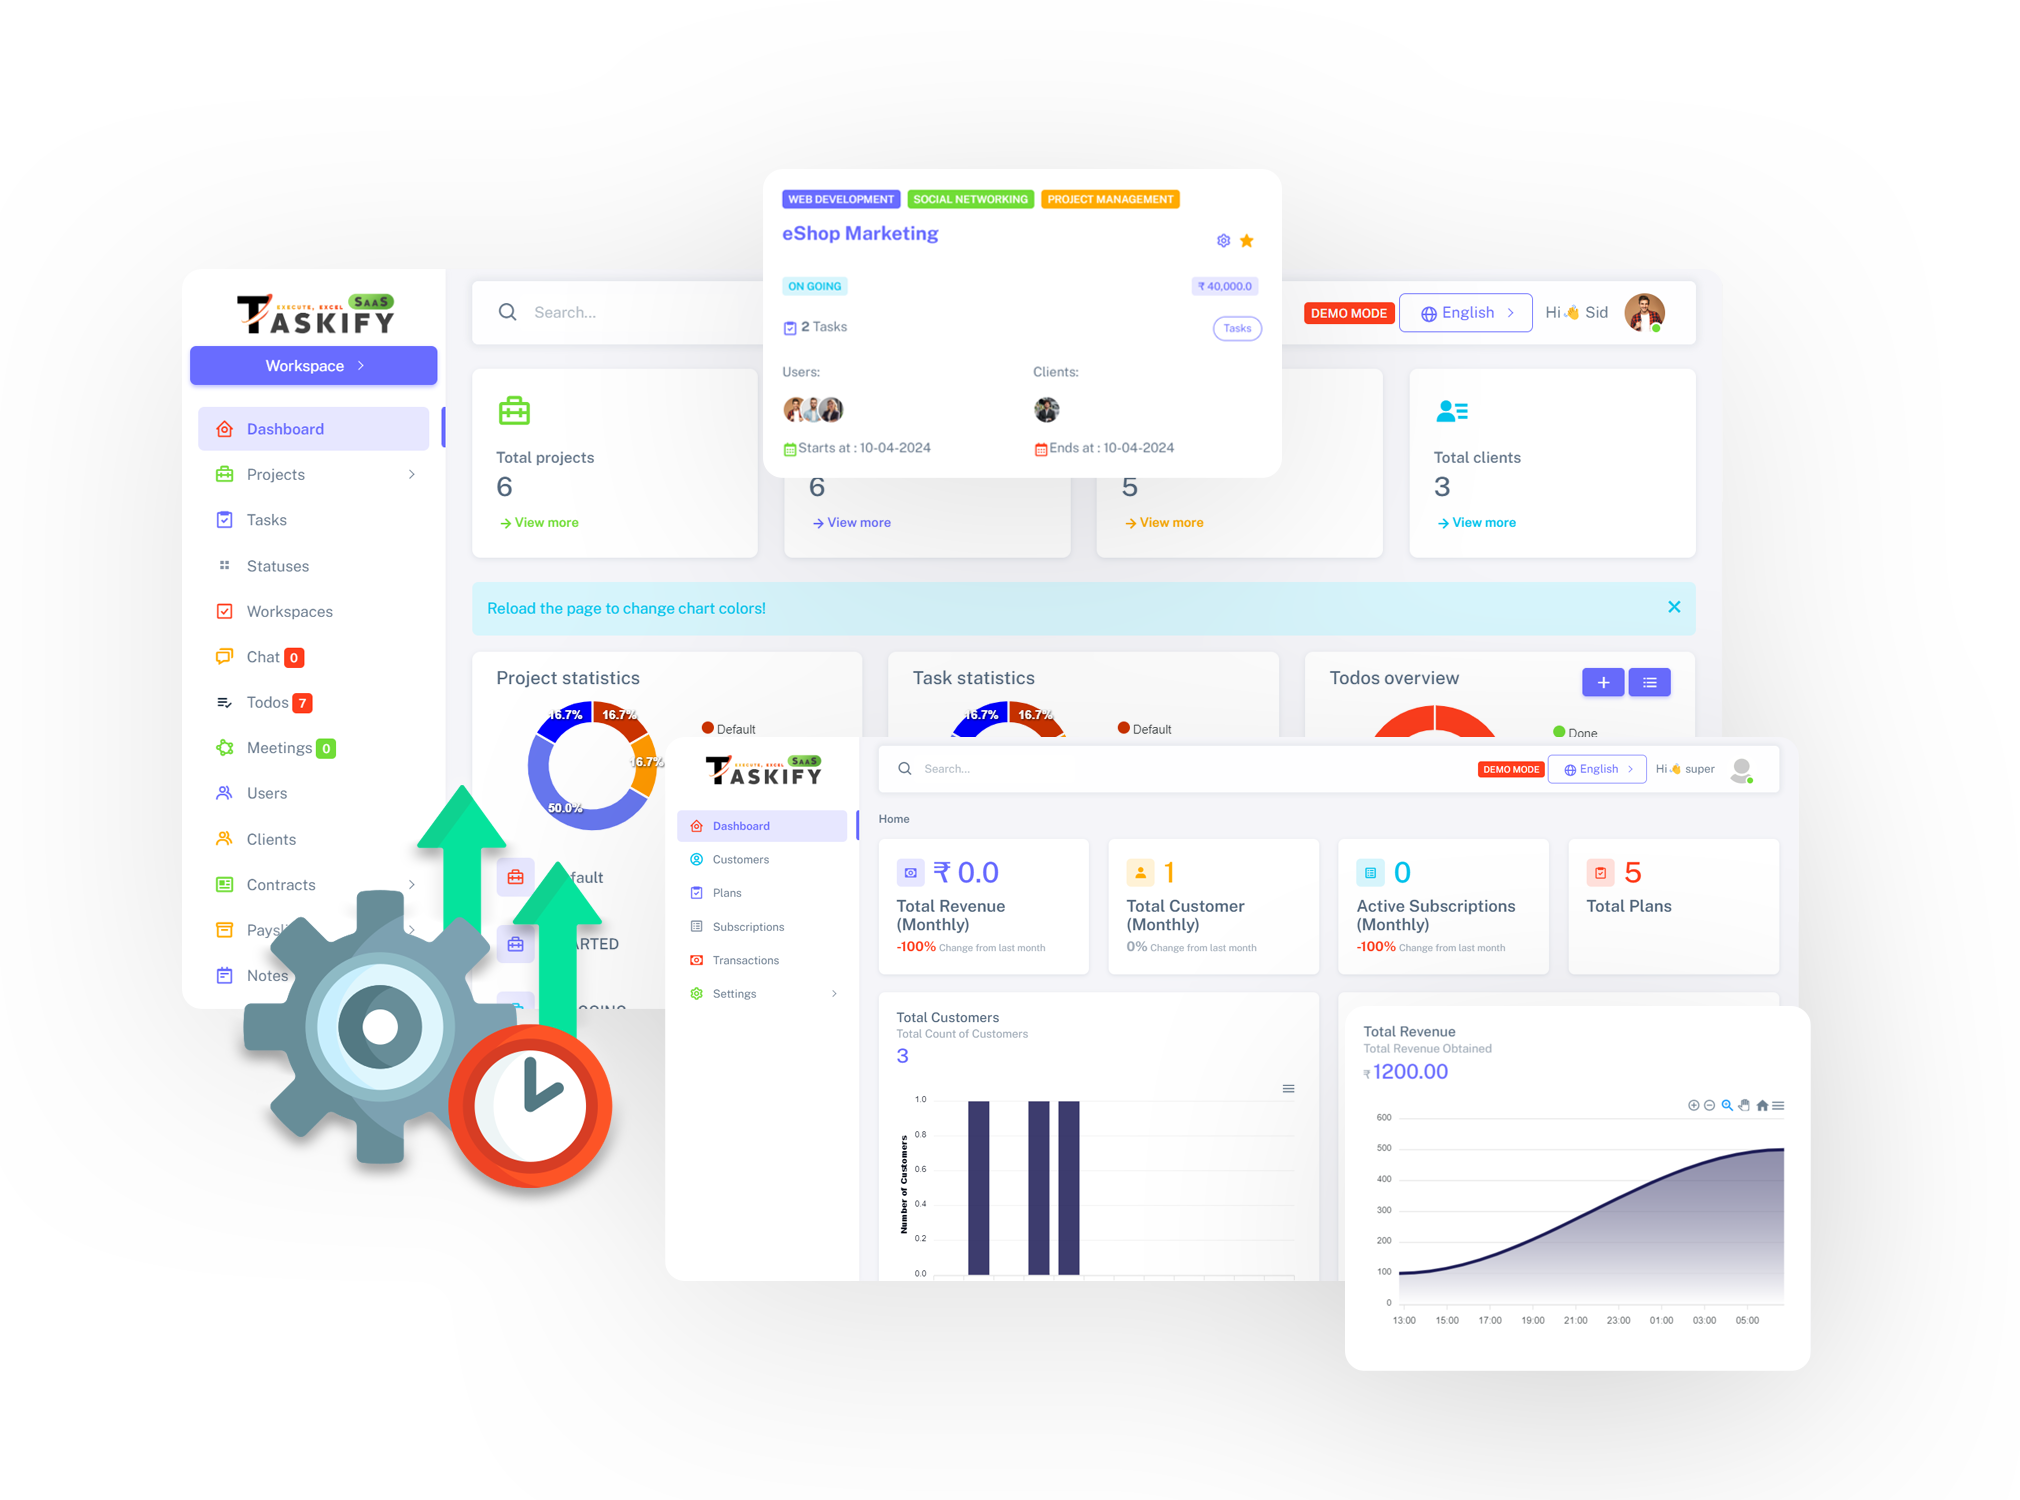 WEB DEVELOPMENT SOCIAL NETWORKING PROJECT MANAGEMENT
eShop Marketing
ON GOING ₹ 40,000.0
2 Tasks Tasks
Users: Clients:
Starts at : 10-04-2024 Ends at : 10-04-2024
TASKIFY
EXECUTE, EXCEL SAAS
Workspace
Dashboard
Projects
Tasks
Statuses
Workspaces
Chat 0
Todos 7
Meetings 0
Users
Clients
Contracts
Notes
Search...
DEMO MODE English Hi👋 Sid
Total projects
6
View more
6
View more
5
View more
Total clients
3
View more
Reload the page to change chart colors!
Project statistics
16.7% 16.7%
16.7%
50.0%
Default
Task statistics
16.7% 16.7%
Default
Todos overview
Done
TASKIFY
EXECUTE, EXCEL SAAS
Dashboard
Customers
Plans
Subscriptions
Transactions
Settings
Search...
DEMO MODE English Hi👋 super
Home
₹ 0.0
Total Revenue
(Monthly)
-100% Change from last month
1
Total Customer
(Monthly)
0% Change from last month
0
Active Subscriptions
(Monthly)
-100% Change from last month
5
Total Plans
Total Customers
Total Count of Customers
3
Number of Customers
1.0
0.8
0.6
0.4
0.2
0.0
Total Revenue
Total Revenue Obtained
₹ 1200.00
600
500
400
300
200
100
0
13:00 15:00 17:00 19:00 21:00 23:00 01:00 03:00 05:00